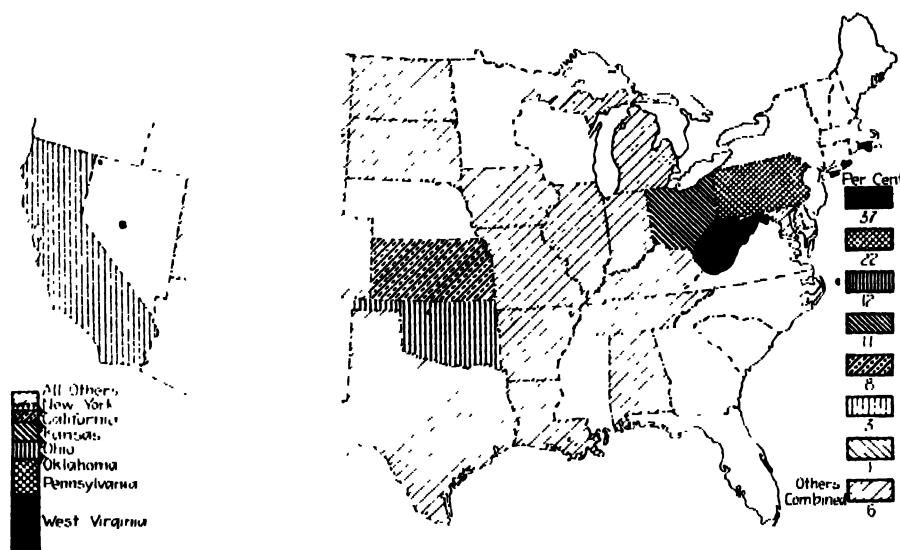 All Others
New York
California
Kansas
Ohio
Oklahoma
Pennsylvania
West Virginia
Per Cent
37
22
12
11
8
3
1
Others
Combined
6